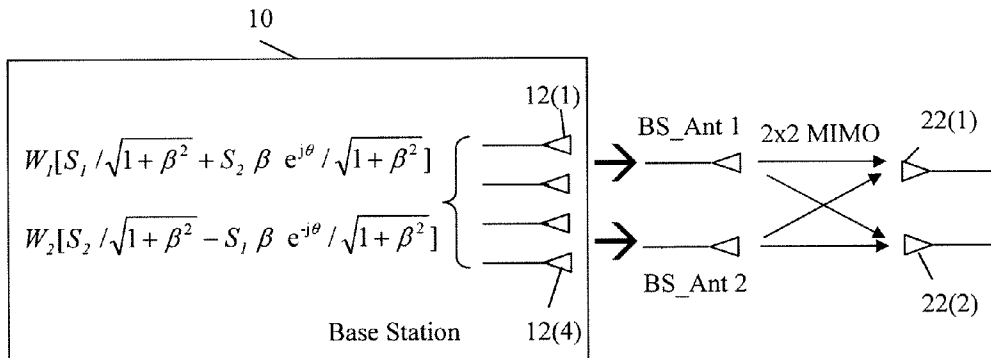 10
12(1)
BS_Ant 1
2x2 MIMO
22(1)
W₁[S₁ /√(1 + β²) + S₂ β e^{jθ} /√(1 + β²)]
W₂[S₂ /√(1 + β²) − S₁ β e^{-jθ} /√(1 + β²)]
BS_Ant 2
22(2)
Base Station
12(4)